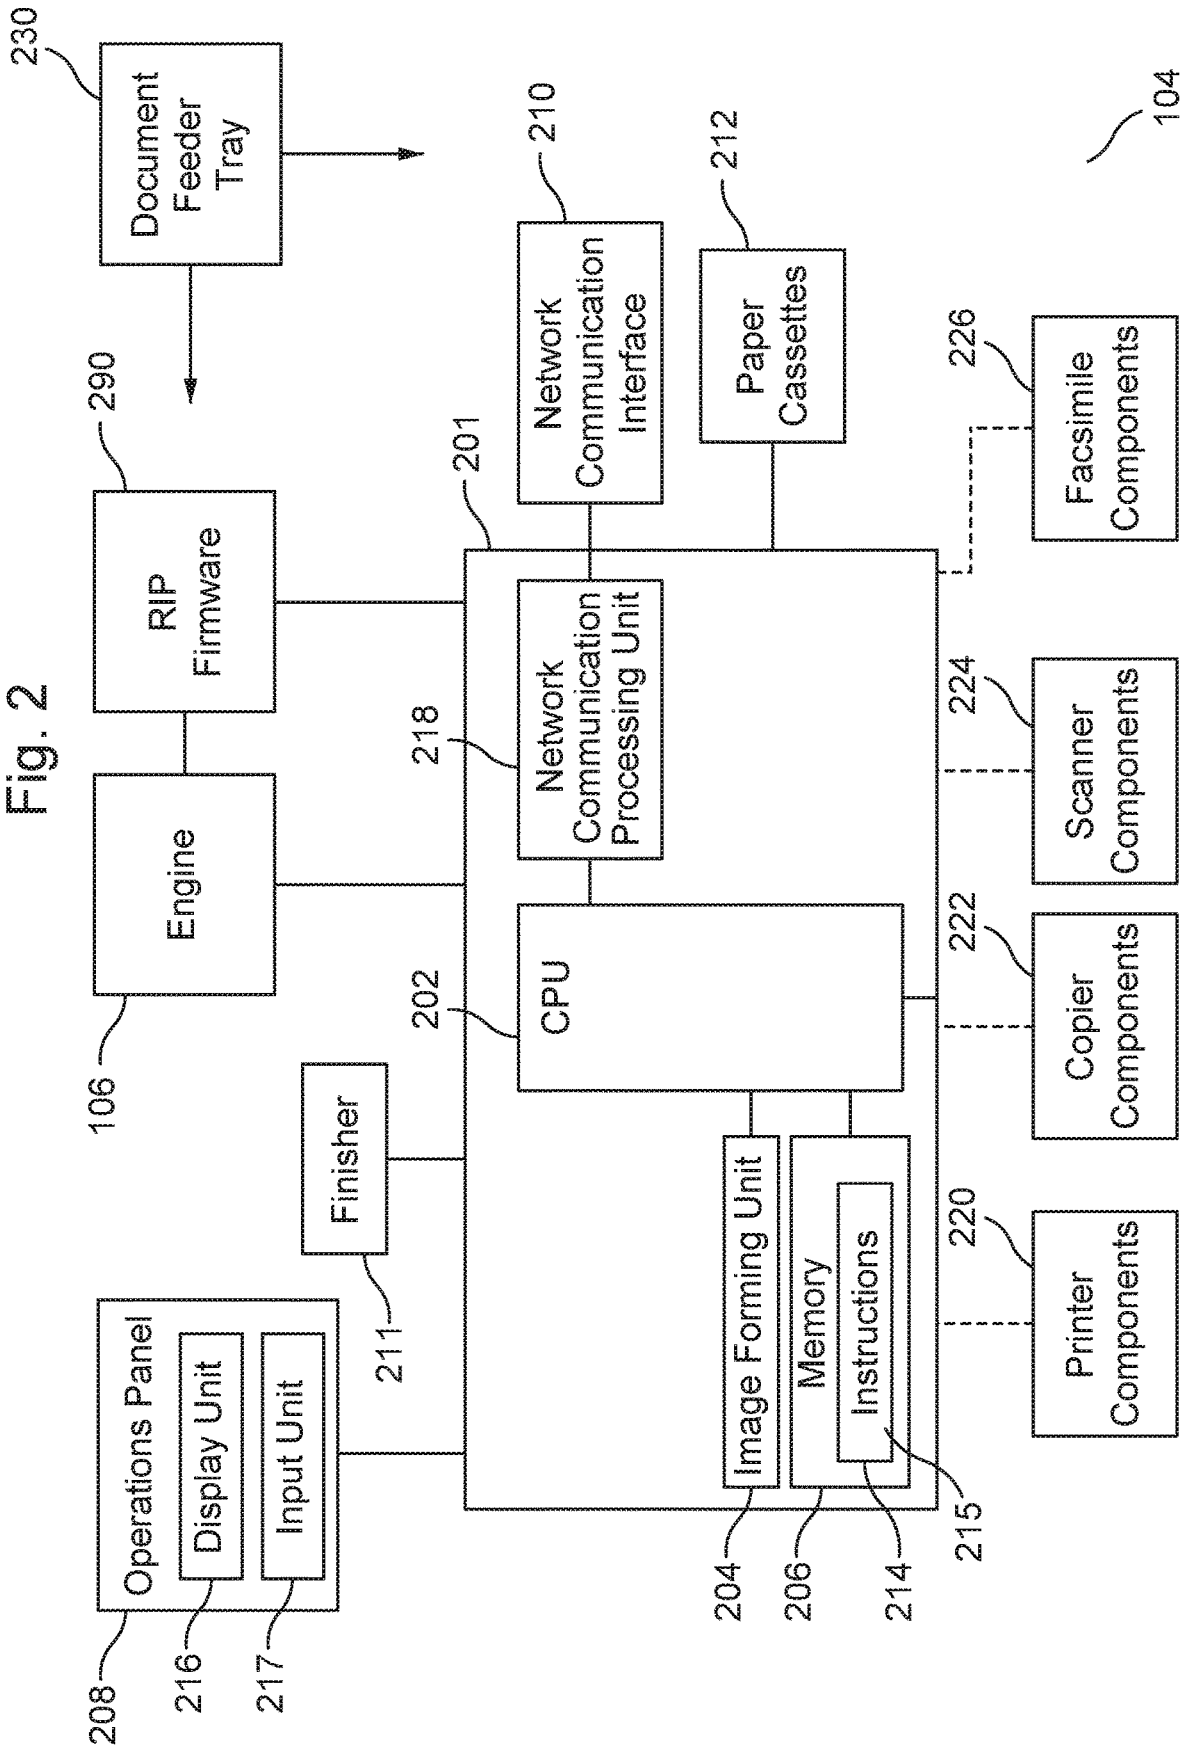 Fig. 2
208
Operations Panel
216
Display Unit
217
Input Unit
211
Finisher
106
Engine
290
RIP
Firmware
230
Document
Feeder
Tray
201
202
CPU
218
Network
Communication
Processing Unit
210
Network
Communication
Interface
212
Paper
Cassettes
204
Image Forming Unit
206
Memory
214
Instructions
215
220
Printer
Components
222
Copier
Components
224
Scanner
Components
226
Facsimile
Components
104